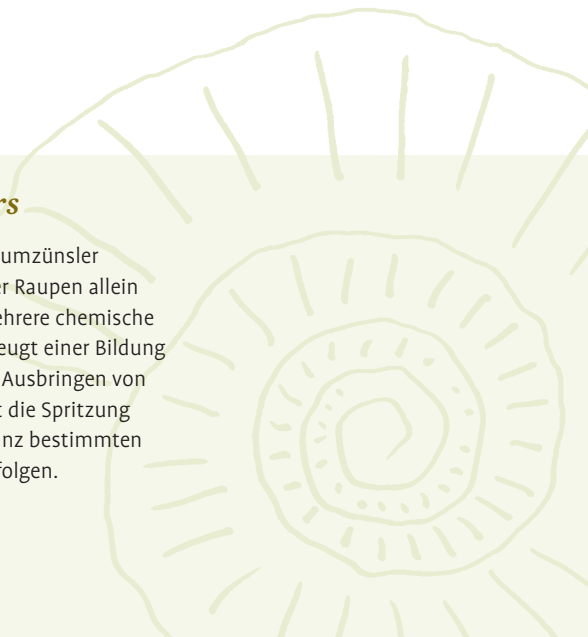 rs
umzünsler
er Raupen allein
ehrere chemische
eugt einer Bildung
Ausbringen von
t die Spritzung
nz bestimmten
folgen.